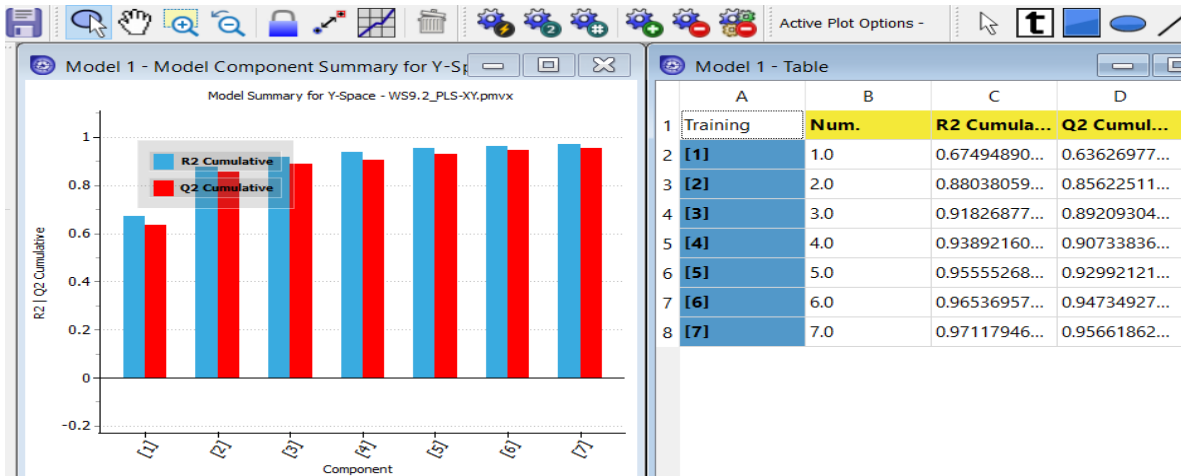 Active Plot Options -
t
Model 1 - Model Component Summary for Y-Sp
Model Summary for Y-Space - WS9.2_PLS-XY.pmvx
R2 | Q2 Cumulative
1
0.8
0.6
0.4
0.2
0
-0.2
R2 Cumulative
Q2 Cumulative
[1] [2] [3] [4] [5] [6] [7]
Component
Model 1 - Table
A B C D
1 Training Num. R2 Cumula... Q2 Cumul...
2 [1] 1.0 0.67494890... 0.63626977...
3 [2] 2.0 0.88038059... 0.85622511...
4 [3] 3.0 0.91826877... 0.89209304...
5 [4] 4.0 0.93892160... 0.90733836...
6 [5] 5.0 0.95555268... 0.92992121...
7 [6] 6.0 0.96536957... 0.94734927...
8 [7] 7.0 0.97117946... 0.95661862...